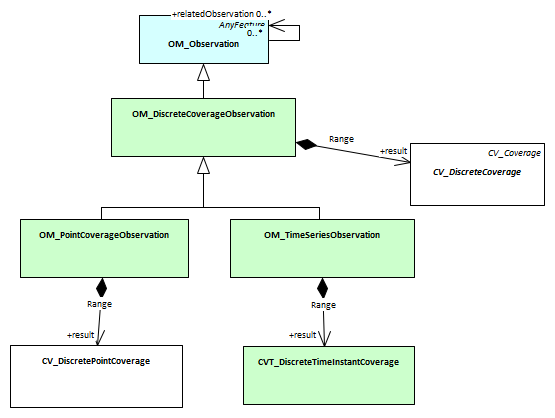 +relatedObservation 0..*
AnyFeature
0..*
OM_Observation
OM_DiscreteCoverageObservation
Range
+result
CV_Coverage
CV_DiscreteCoverage
OM_PointCoverageObservation
OM_TimeSeriesObservation
Range
Range
+result
+result
CV_DiscretePointCoverage
CVT_DiscreteTimeInstantCoverage